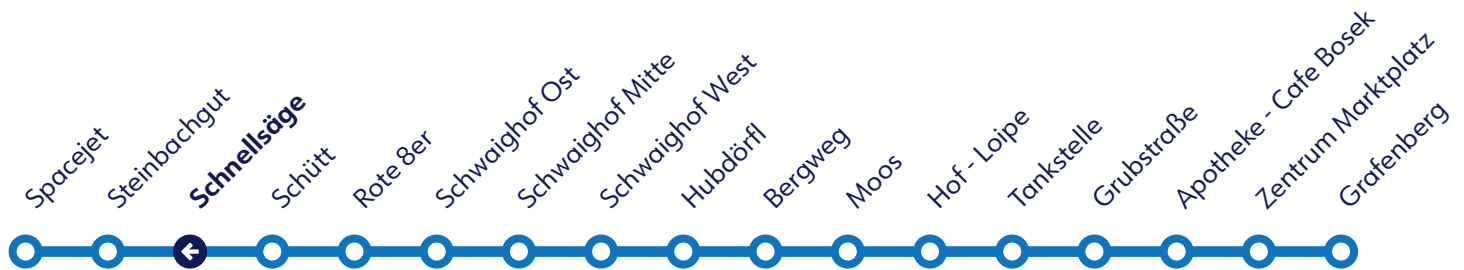 Spacejet
Steinbachgut
Schnellsäge
Schütt
Rote 8er
Schwaighof Ost
Schwaighof Mitte
Schwaighof West
Hubdörfl
Bergweg
Moos
Hof - Loipe
Tankstelle
Grubstraße
Apotheke - Cafe Bosek
Zentrum Marktplatz
Grafenberg